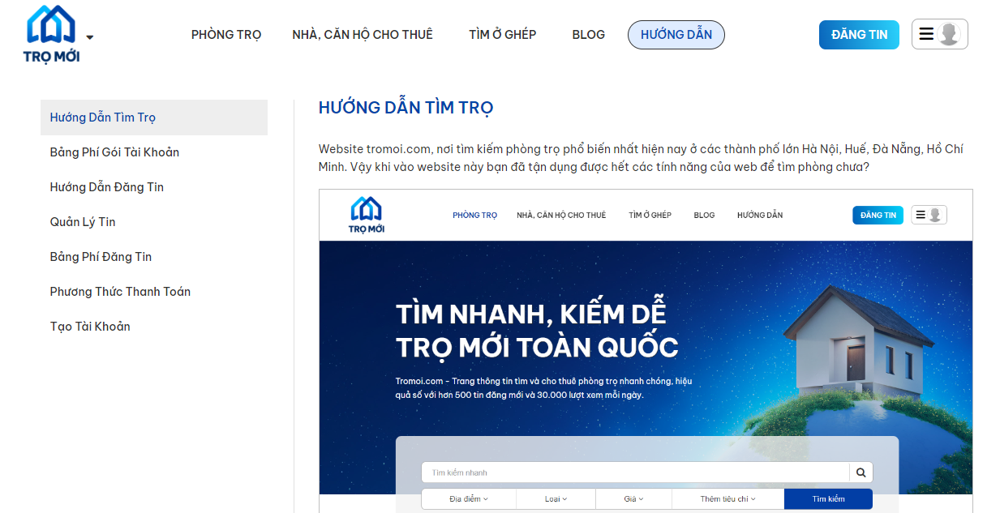 TRỌ MỚI
PHÒNG TRỌ
NHÀ, CĂN HỘ CHO THUÊ
TÌM Ở GHÉP
BLOG
HƯỚNG DẪN
ĐĂNG TIN
Hướng Dẫn Tìm Trọ
Bảng Phí Gói Tài Khoản
Hướng Dẫn Đăng Tin
Quản Lý Tin
Bảng Phí Đăng Tin
Phương Thức Thanh Toán
Tạo Tài Khoản
HƯỚNG DẪN TÌM TRỌ
Website tromoi.com, nơi tìm kiếm phòng trọ phổ biến nhất hiện nay ở các thành phố lớn Hà Nội, Huế, Đà Nẵng, Hồ Chí
Minh. Vậy khi vào website này bạn đã tận dụng được hết các tính năng của web để tìm phòng chưa?
TRỌ MỚI
PHÒNG TRỌ
NHÀ, CĂN HỘ CHO THUÊ
TÌM Ở GHÉP
BLOG
HƯỚNG DẪN
ĐĂNG TIN
TÌM NHANH, KIẾM DỄ
TRỌ MỚI TOÀN QUỐC
Tromoi.com - Trang thông tin tìm và cho thuê phòng trọ nhanh chóng, hiệu
quả số với hơn 500 tin đăng mới và 30.000 lượt xem mỗi ngày.
Tìm kiếm nhanh
Địa điểm
Loại
Giá
Thêm tiêu chí
Tìm kiếm